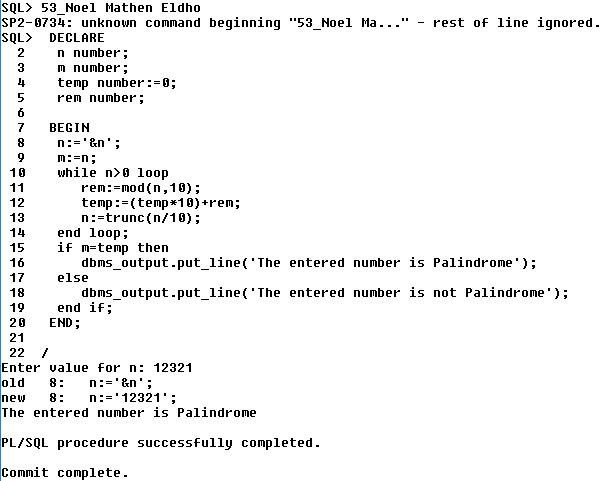 SQL> 53_Noel Mathen Eldho
SP2-0734: unknown command beginning "53_Noel Ma..." - rest of line ignored.
SQL>  DECLARE
  2    n number;
  3    m number;
  4    temp number:=0;
  5    rem number;
  6
  7   BEGIN
  8    n:='&n';
  9    m:=n;
 10    while n>0 loop
 11       rem:=mod(n,10);
 12       temp:=(temp*10)+rem;
 13       n:=trunc(n/10);
 14    end loop;
 15    if m=temp then
 16       dbms_output.put_line('The entered number is Palindrome');
 17    else
 18       dbms_output.put_line('The entered number is not Palindrome');
 19    end if;
 20   END;
 21
 22  /
Enter value for n: 12321
old   8:   n:='&n';
new   8:   n:='12321';
The entered number is Palindrome

PL/SQL procedure successfully completed.

Commit complete.